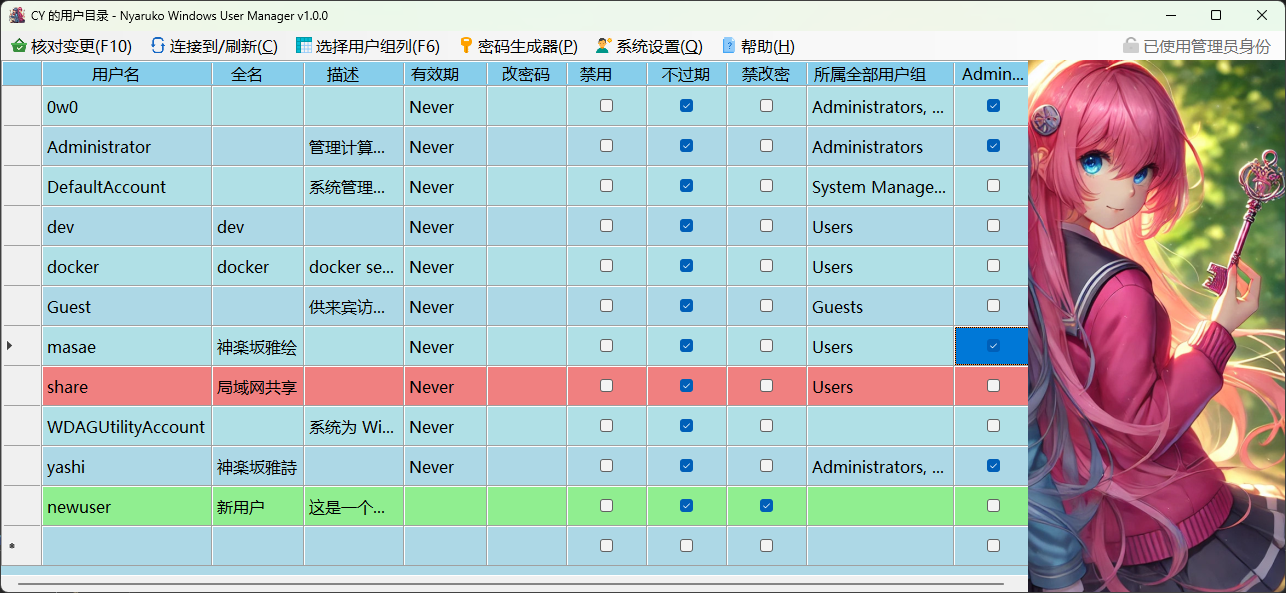 CY 的用户目录 - Nyaruko Windows User Manager v1.0.0
核对变更(F10) 连接到/刷新(C) 选择用户组列(F6) 密码生成器(P) 系统设置(Q) 帮助(H) 已使用管理员身份
用户名 全名 描述 有效期 改密码 禁用 不过期 禁改密 所属全部用户组 Admin...
0w0 Never Administrators, ...
Administrator 管理计算... Never Administrators
DefaultAccount 系统管理... Never System Manage...
dev dev Never Users
docker docker docker se... Never Users
Guest 供来宾访... Never Guests
masae 神楽坂雅绘 Never Users
share 局域网共享 Never Users
WDAGUtilityAccount 系统为 Wi... Never
yashi 神楽坂雅詩 Never Administrators, ...
newuser 新用户 这是一个...